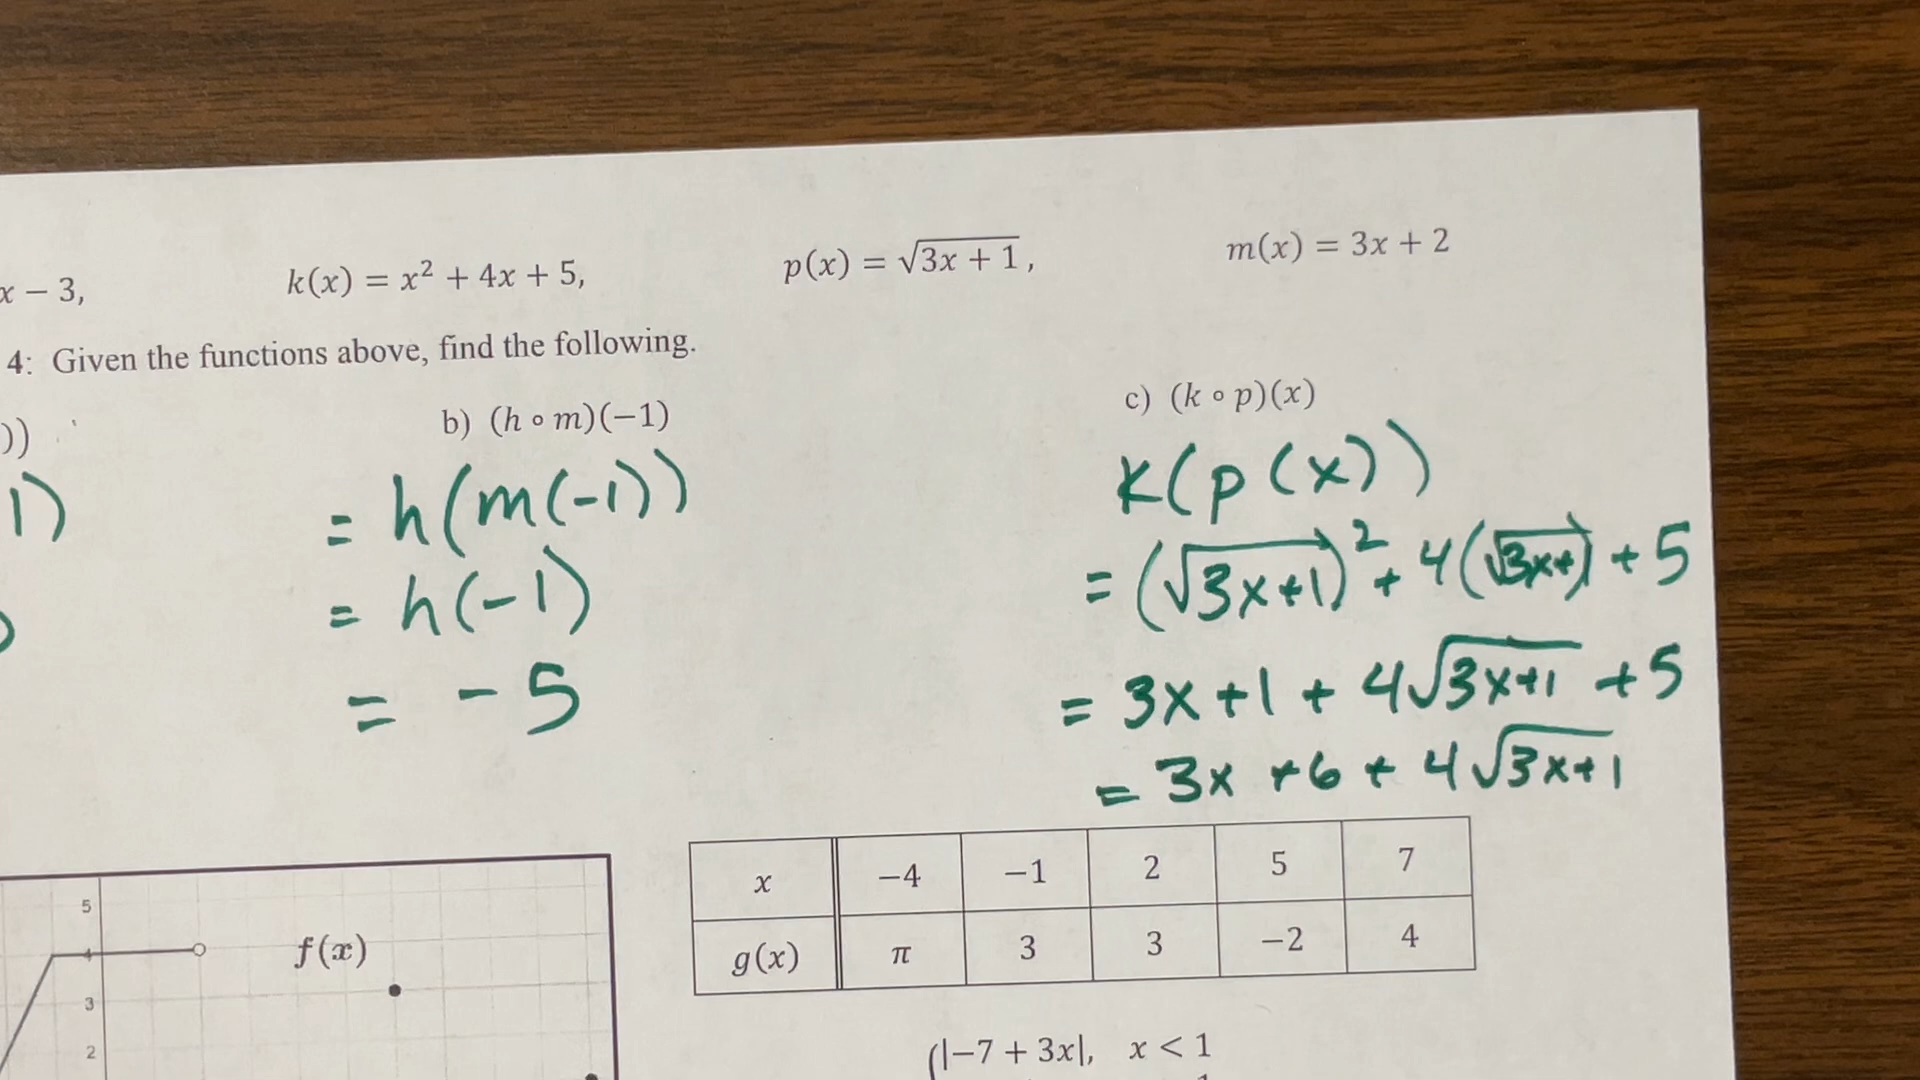 x − 3, k(x) = x² + 4x + 5, p(x) = √(3x + 1), m(x) = 3x + 2
4: Given the functions above, find the following.
)) b) (h ∘ m)(−1) c) (k ∘ p)(x)
1) = h(m(-1)) K(p(x))
= h(-1) = (√(3x+1))² + 4(√(3x+)) + 5
= -5 = 3x+1 + 4√(3x+1) + 5
= 3x + 6 + 4√(3x+1)
x −4 −1 2 5 7
g(x) π 3 3 −2 4
5
4
f(x)
3
2
|−7 + 3x|, x < 1